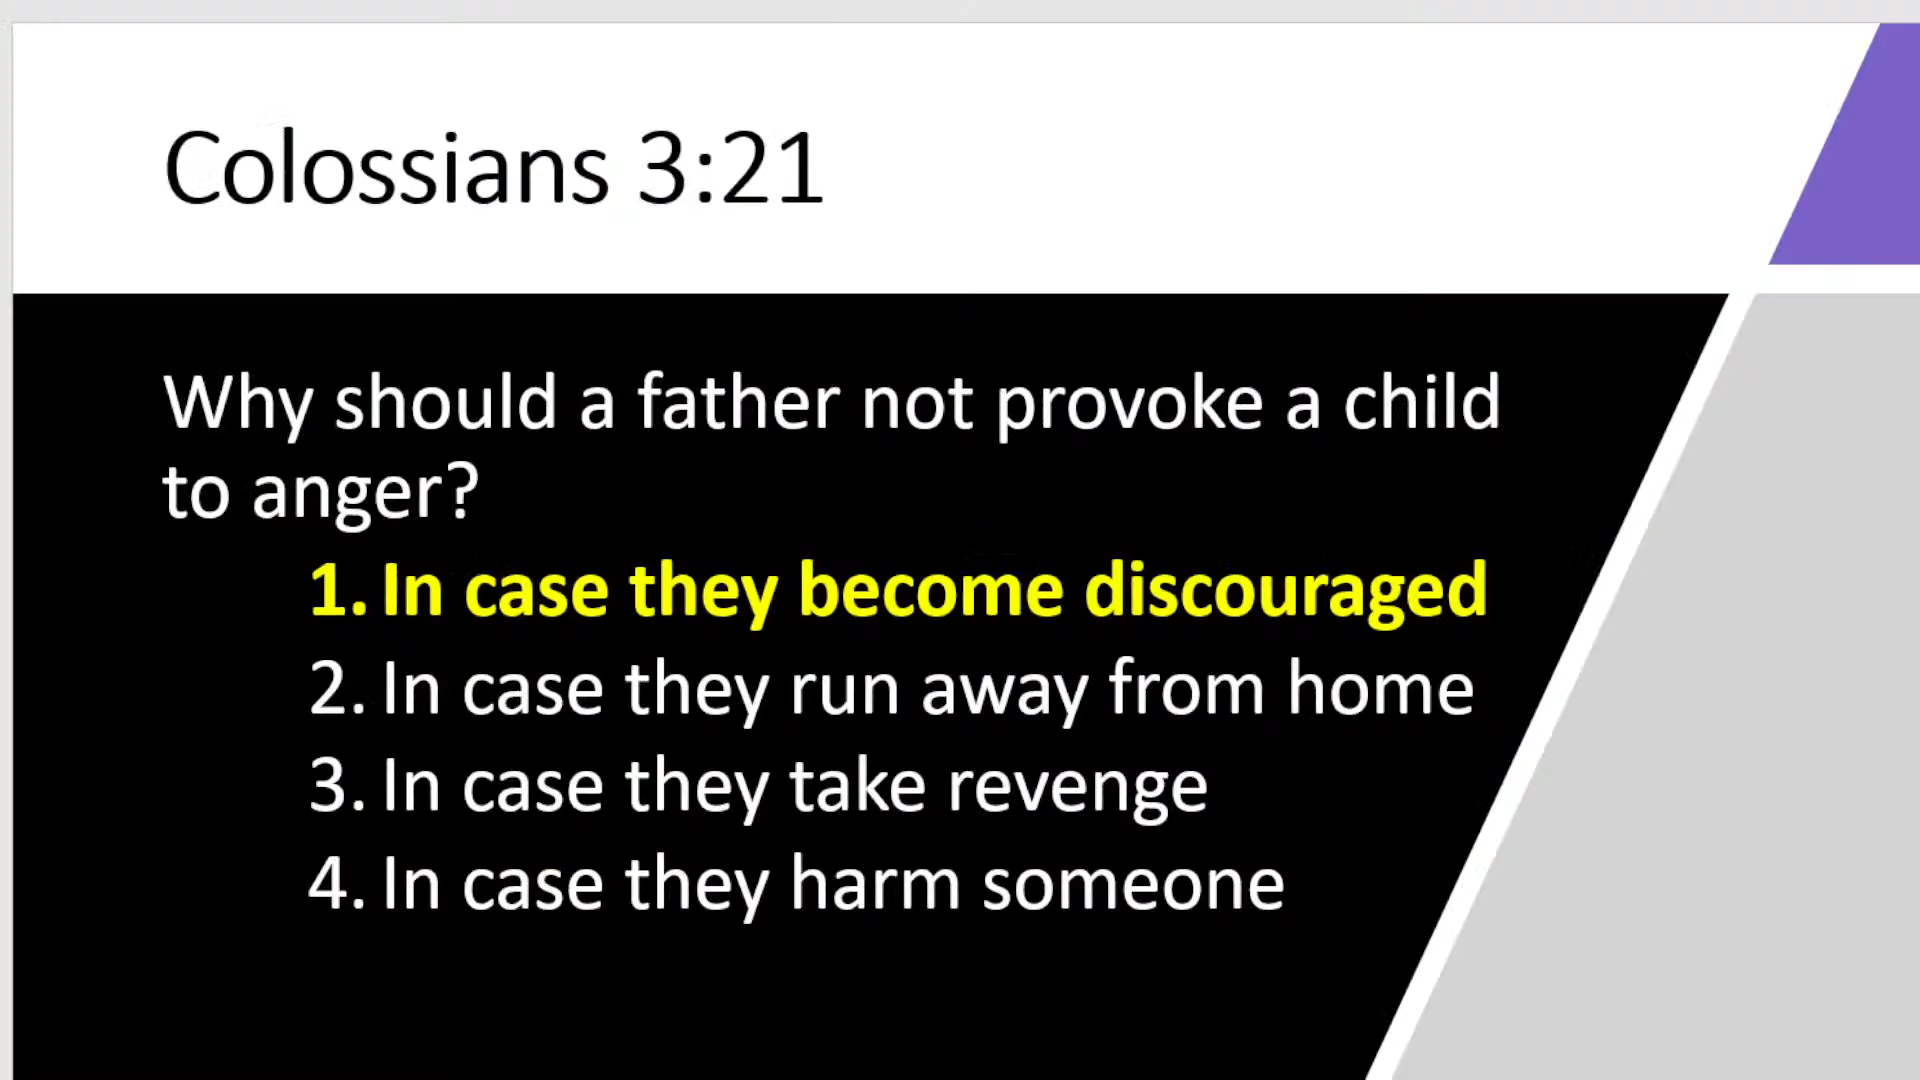 Colossians 3:21
Why should a father not provoke a child
to anger?
1. In case they become discouraged
2. In case they run away from home
3. In case they take revenge
4. In case they harm someone